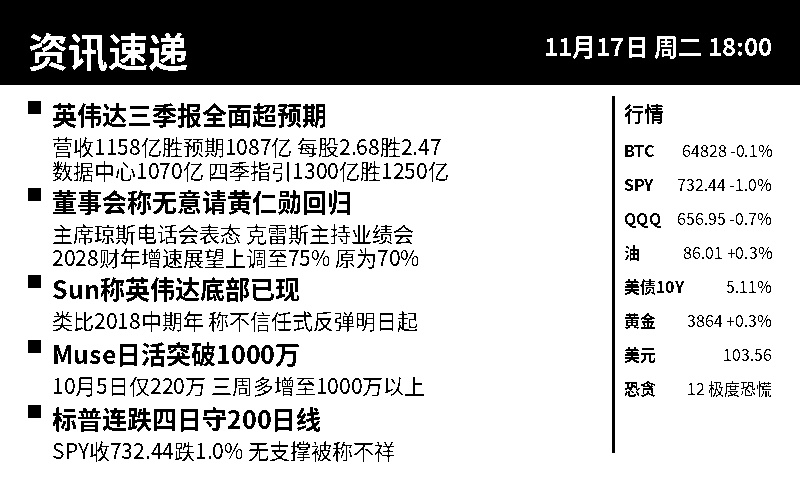 资讯速递
11月17日 周二 18:00
英伟达三季报全面超预期
营收1158亿胜预期1087亿 每股2.68胜2.47
数据中心1070亿 四季指引1300亿胜1250亿
董事会称无意请黄仁勋回归
主席琼斯电话会表态 克雷斯主持业绩会
2028财年增速展望上调至75% 原为70%
Sun称英伟达底部已现
类比2018中期年 称不信任式反弹明日起
Muse日活突破1000万
10月5日仅220万 三周多增至1000万以上
标普连跌四日守200日线
SPY收732.44跌1.0% 无支撑被称不祥
行情
BTC 64828 -0.1%
SPY 732.44 -1.0%
QQQ 656.95 -0.7%
油 86.01 +0.3%
美债10Y 5.11%
黄金 3864 +0.3%
美元 103.56
恐贪 12 极度恐慌